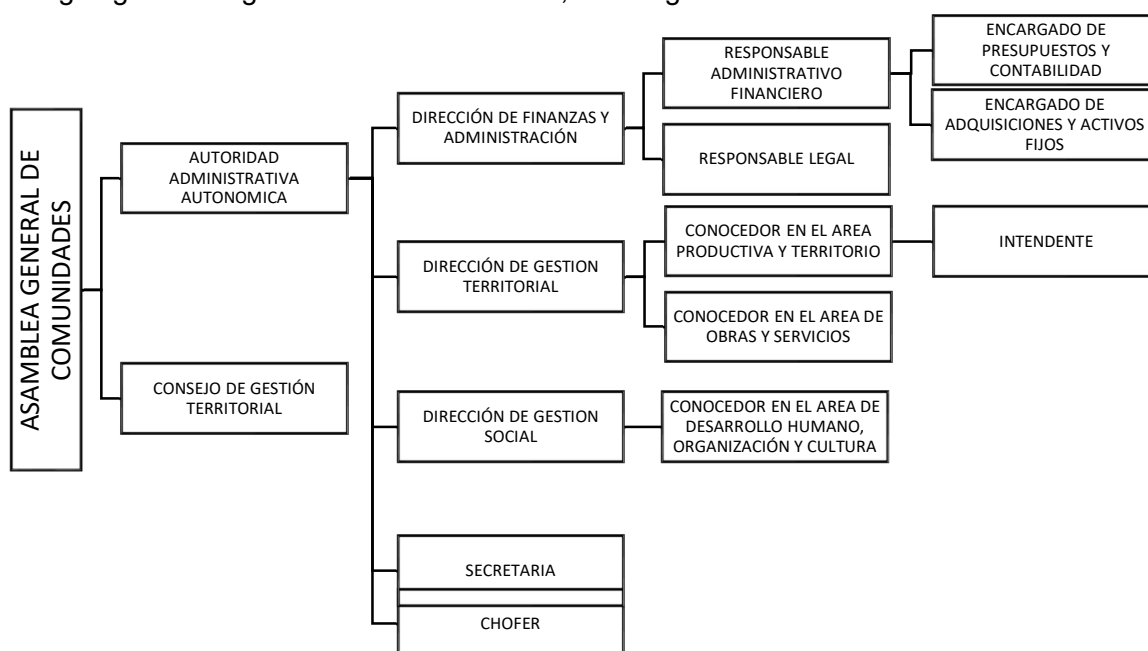 ENCARGADO DE
PRESUPUESTOS Y
CONTABILIDAD
RESPONSABLE
ADMINISTRATIVO
FINANCIERO
ENCARGADO DE
ADQUISICIONES Y ACTIVOS
FIJOS
DIRECCIÓN DE FINANZAS Y
ADMINISTRACIÓN
RESPONSABLE LEGAL
ASAMBLEA GENERAL DE
COMUNIDADES
AUTORIDAD
ADMINISTRATIVA
AUTONOMICA
CONOCEDOR EN EL AREA
PRODUCTIVA Y TERRITORIO
INTENDENTE
DIRECCIÓN DE GESTION
TERRITORIAL
CONOCEDOR EN EL AREA DE
OBRAS Y SERVICIOS
CONSEJO DE GESTIÓN
TERRITORIAL
DIRECCIÓN DE GESTION
SOCIAL
CONOCEDOR EN EL AREA DE
DESARROLLO HUMANO,
ORGANIZACIÓN Y CULTURA
SECRETARIA
CHOFER